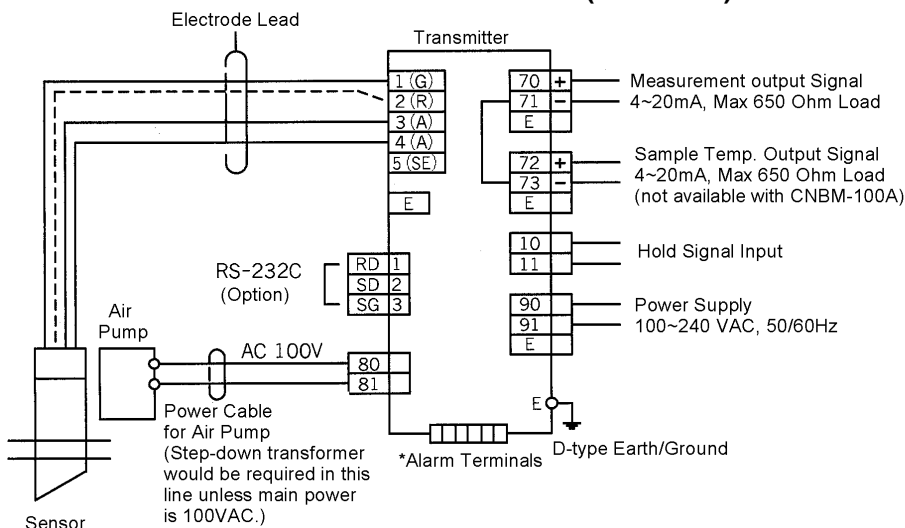 Electrode Lead
Transmitter
1 (G)
2 (R)
3 (A)
4 (A)
5 (SE)
E
RS-232C
(Option)
RD 1
SD 2
SG 3
Air
Pump
AC 100V
80
81
Power Cable
for Air Pump
(Step-down transformer
would be required in this
line unless main power
is 100VAC.)
Sensor
70 +
71 −
E
Measurement output Signal
4~20mA, Max 650 Ohm Load
72 +
73 −
E
Sample Temp. Output Signal
4~20mA, Max 650 Ohm Load
(not available with CNBM-100A)
10
11
Hold Signal Input
90
91
E
Power Supply
100~240 VAC, 50/60Hz
E
D-type Earth/Ground
*Alarm Terminals